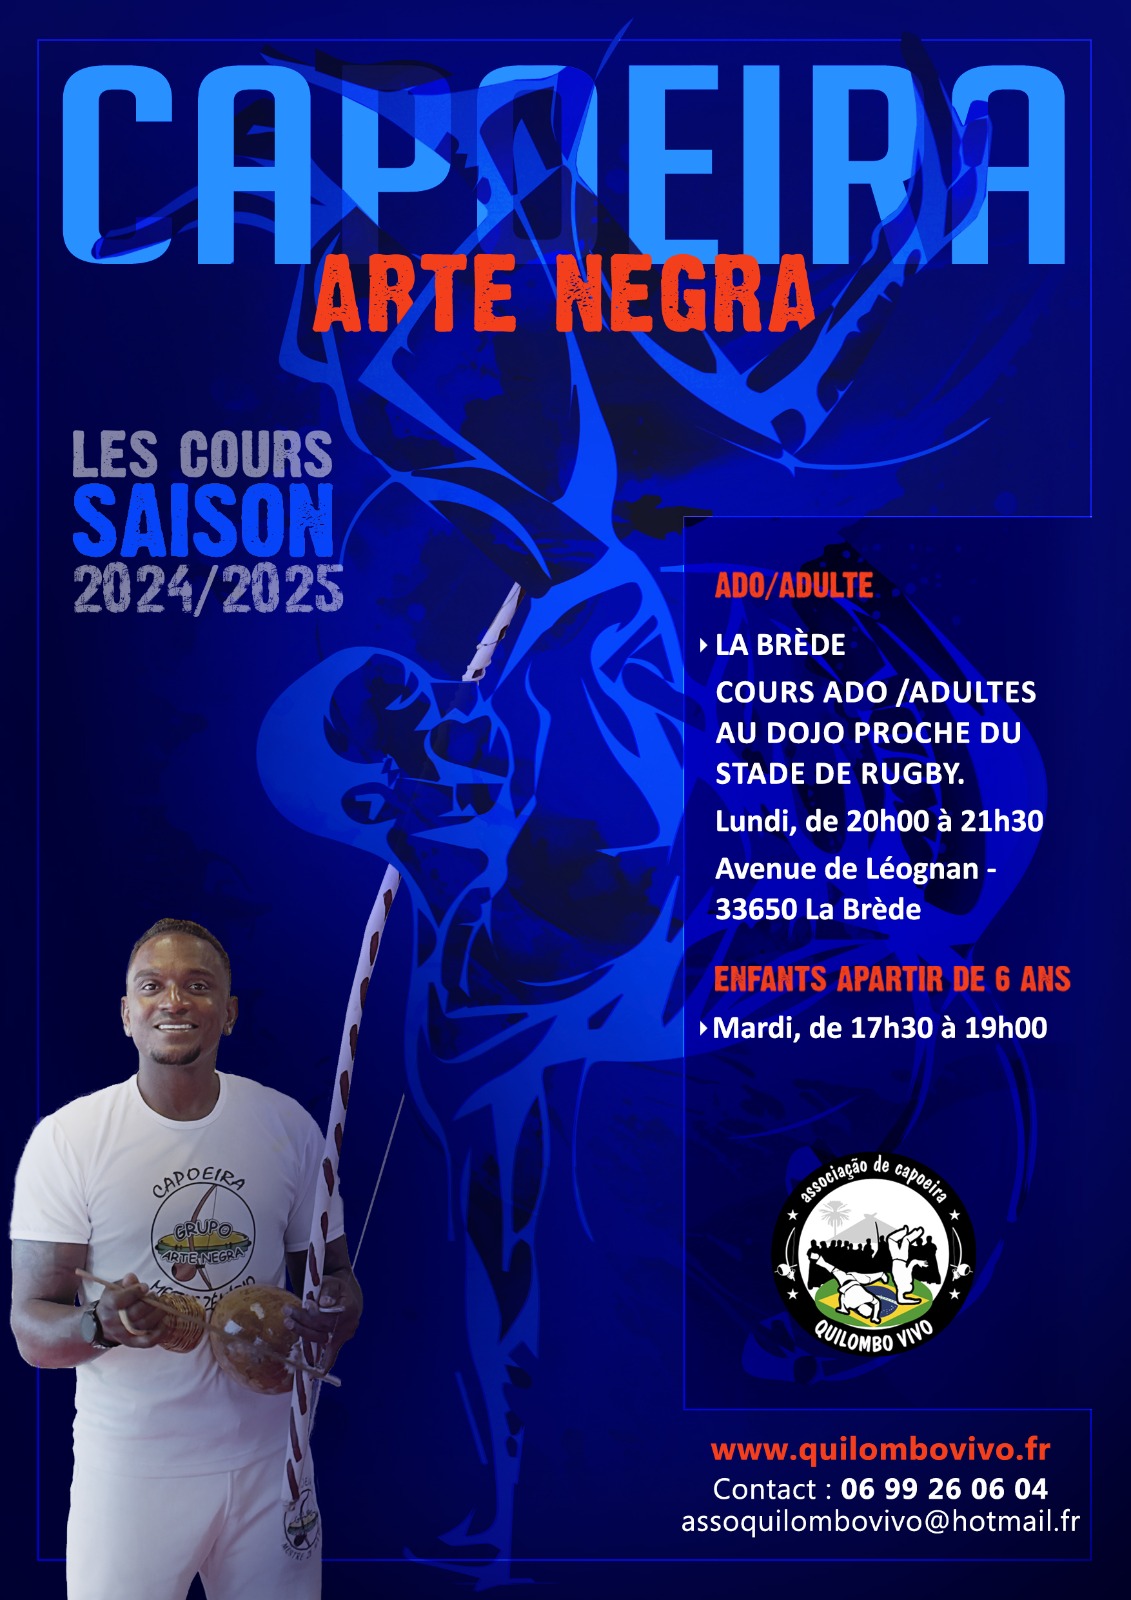 CAPOEIRA
ARTE NEGRA
LES COURS
SAISON
2024/2025
ADO/ADULTE
LA BRÈDE
COURS ADO /ADULTES
AU DOJO PROCHE DU
STADE DE RUGBY.
Lundi, de 20h00 à 21h30
Avenue de Léognan -
33650 La Brède
ENFANTS APARTIR DE 6 ANS
Mardi, de 17h30 à 19h00
CAPOEIRA
GRUPO
ARTE NEGRA
associação de capoeira
QUILOMBO VIVO
www.quilombovivo.fr
Contact : 06 99 26 06 04
assoquilombovivo@hotmail.fr